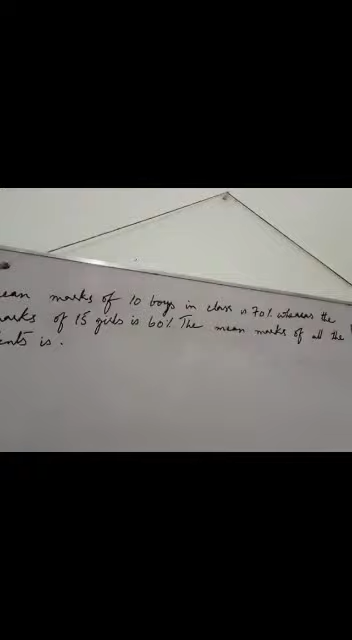 ean marks of 10 boys in class is 70% whereas the
arks of 15 girls is 60% The mean marks of all the
ents is .